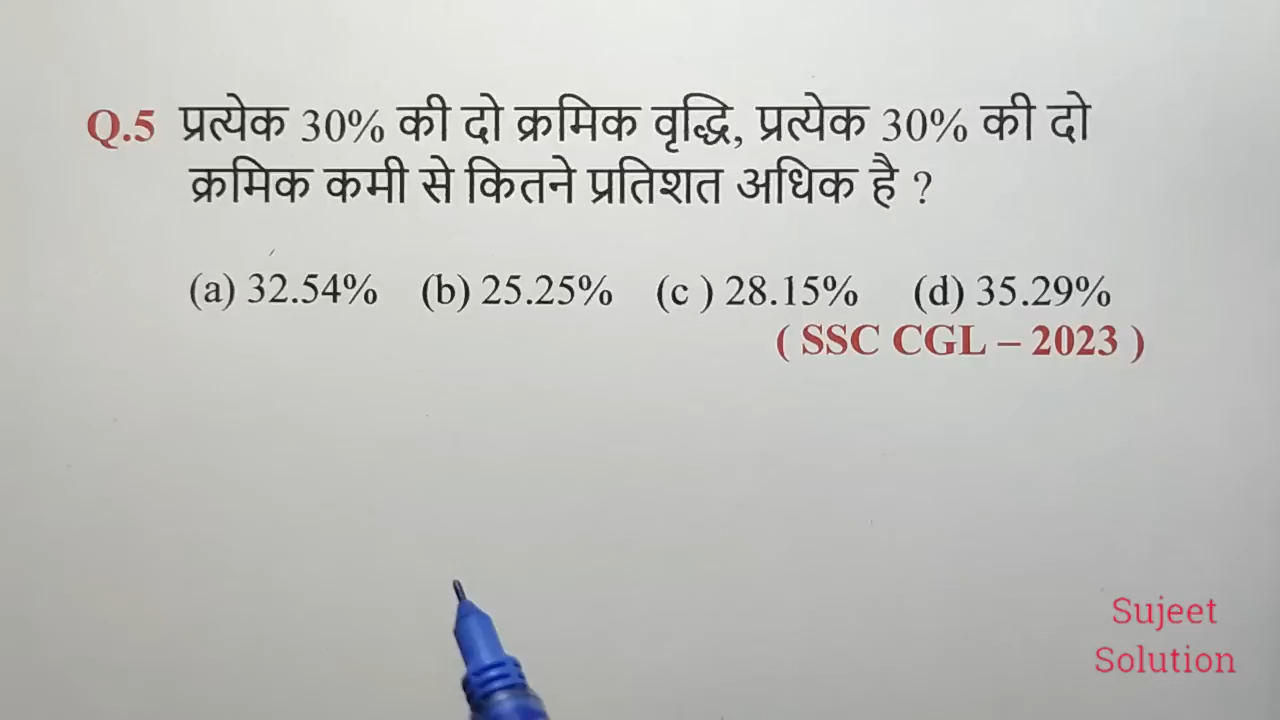 Q.5 प्रत्येक 30% की दो क्रमिक वृद्धि, प्रत्येक 30% की दो
क्रमिक कमी से कितने प्रतिशत अधिक है ?
(a) 32.54% (b) 25.25% (c ) 28.15% (d) 35.29%
( SSC CGL – 2023 )
Sujeet
Solution